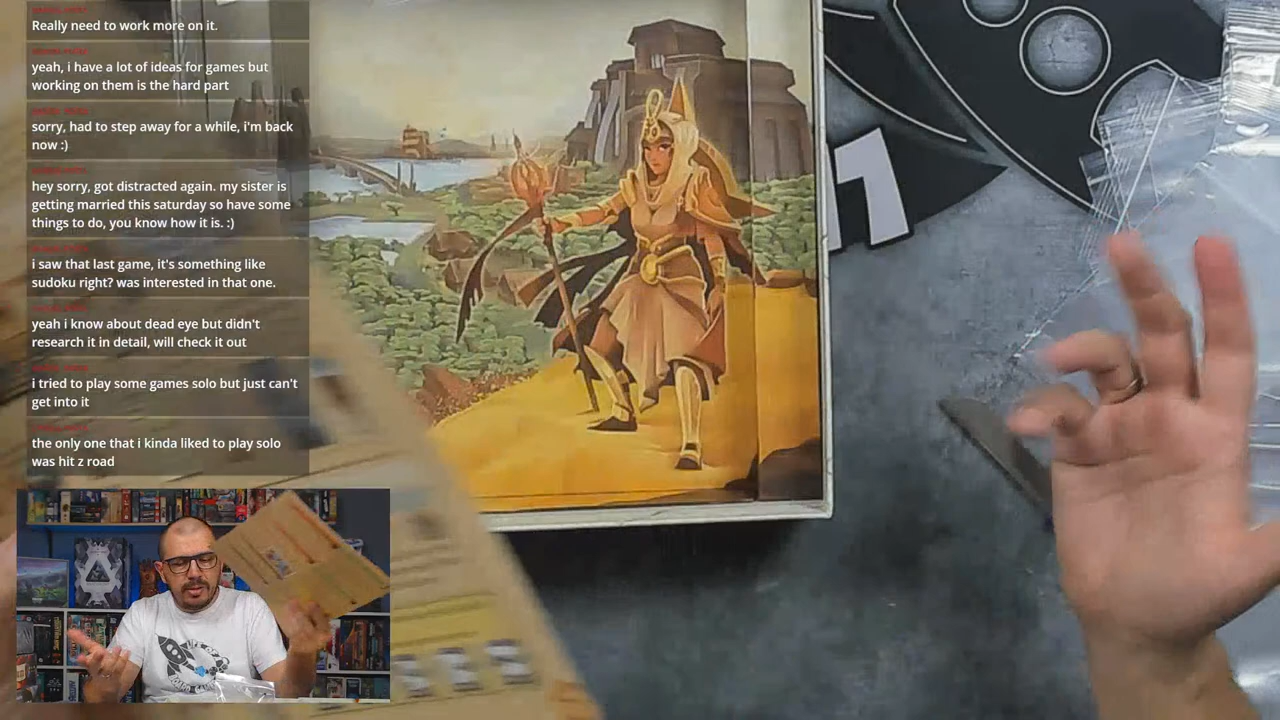 Really need to work more on it.
yeah, i have a lot of ideas for games but
working on them is the hard part
sorry, had to step away for a while, i'm back
now :)
hey sorry, got distracted again. my sister is
getting married this saturday so have some
things to do, you know how it is. :)
i saw that last game, it's something like
sudoku right? was interested in that one.
yeah i know about dead eye but didn't
research it in detail, will check it out
i tried to play some games solo but just can't
get into it
the only one that i kinda liked to play solo
was hit z road